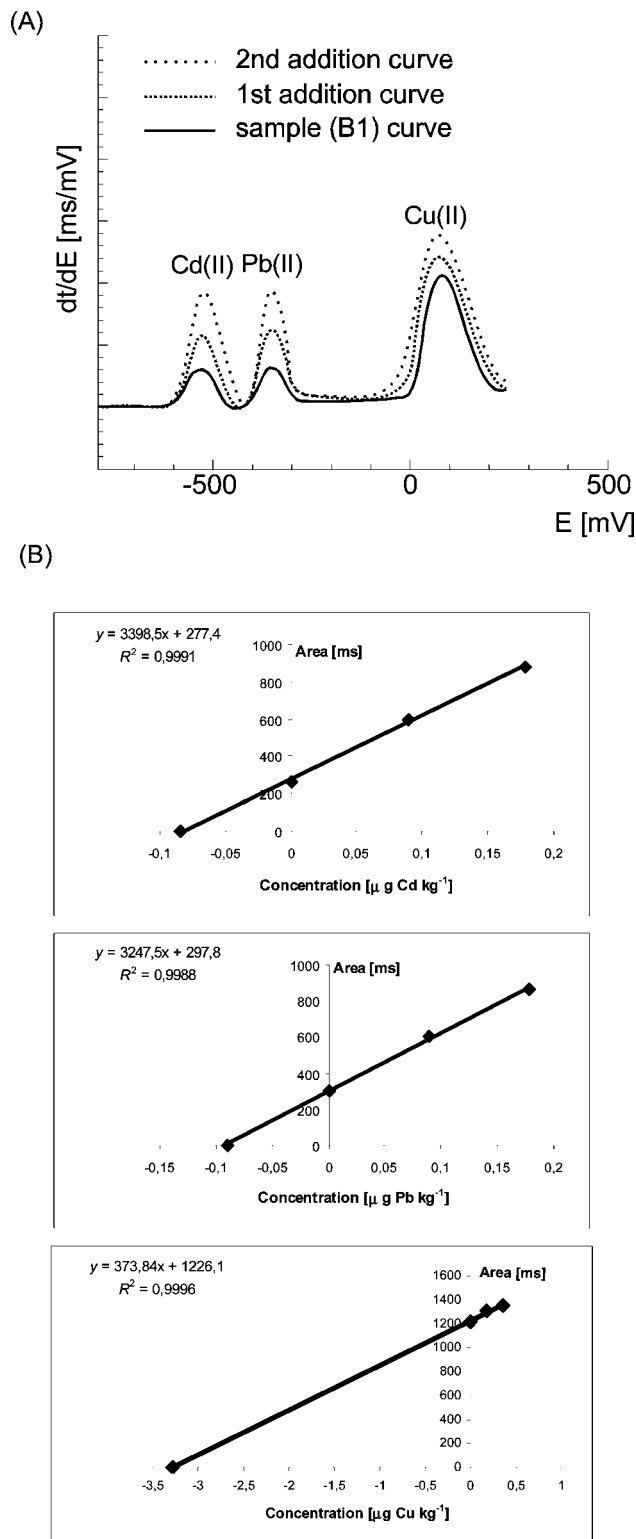 (A)
2nd addition curve
1st addition curve
sample (B1) curve
dt/dE [ms/mV]
Cu(II)
Cd(II) Pb(II)
-500 0 500
E [mV]
(B)
y = 3398,5x + 277,4
R² = 0,9991
Area [ms]
1000
800
600
400
200
0
-0,1 -0,05 0 0,05 0,1 0,15 0,2
Concentration [μ g Cd kg⁻¹]
y = 3247,5x + 297,8
R² = 0,9988
Area [ms]
1000
800
600
400
200
0
-0,15 -0,1 -0,05 0 0,05 0,1 0,15 0,2
Concentration [μ g Pb kg⁻¹]
y = 373,84x + 1226,1
R² = 0,9996
Area [ms]
1600
1400
1200
1000
800
600
400
200
0
-3,5 -3 -2,5 -2 -1,5 -1 -0,5 0 0,5 1
Concentration [μg Cu kg⁻¹]